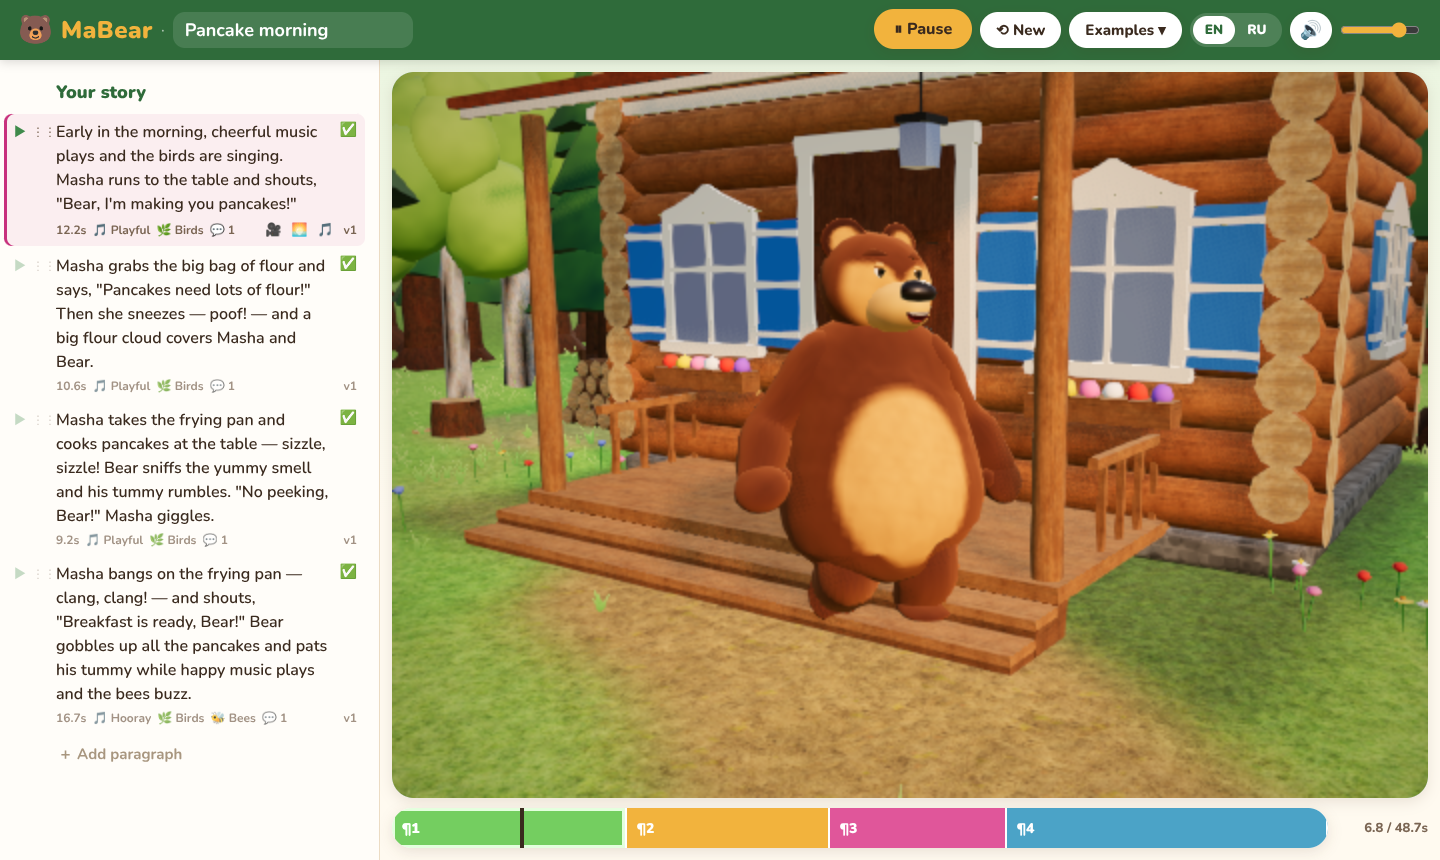 MaBear · Pancake morning
Pause
New
Examples ▾
EN RU
Your story
Early in the morning, cheerful music
plays and the birds are singing.
Masha runs to the table and shouts,
"Bear, I'm making you pancakes!"
12.2s Playful Birds 1 v1
Masha grabs the big bag of flour and
says, "Pancakes need lots of flour!"
Then she sneezes — poof! — and a
big flour cloud covers Masha and
Bear.
10.6s Playful Birds 1 v1
Masha takes the frying pan and
cooks pancakes at the table — sizzle,
sizzle! Bear sniffs the yummy smell
and his tummy rumbles. "No peeking,
Bear!" Masha giggles.
9.2s Playful Birds 1 v1
Masha bangs on the frying pan —
clang, clang! — and shouts,
"Breakfast is ready, Bear!" Bear
gobbles up all the pancakes and pats
his tummy while happy music plays
and the bees buzz.
16.7s Hooray Birds Bees 1 v1
+ Add paragraph
¶1 ¶2 ¶3 ¶4 6.8 / 48.7s